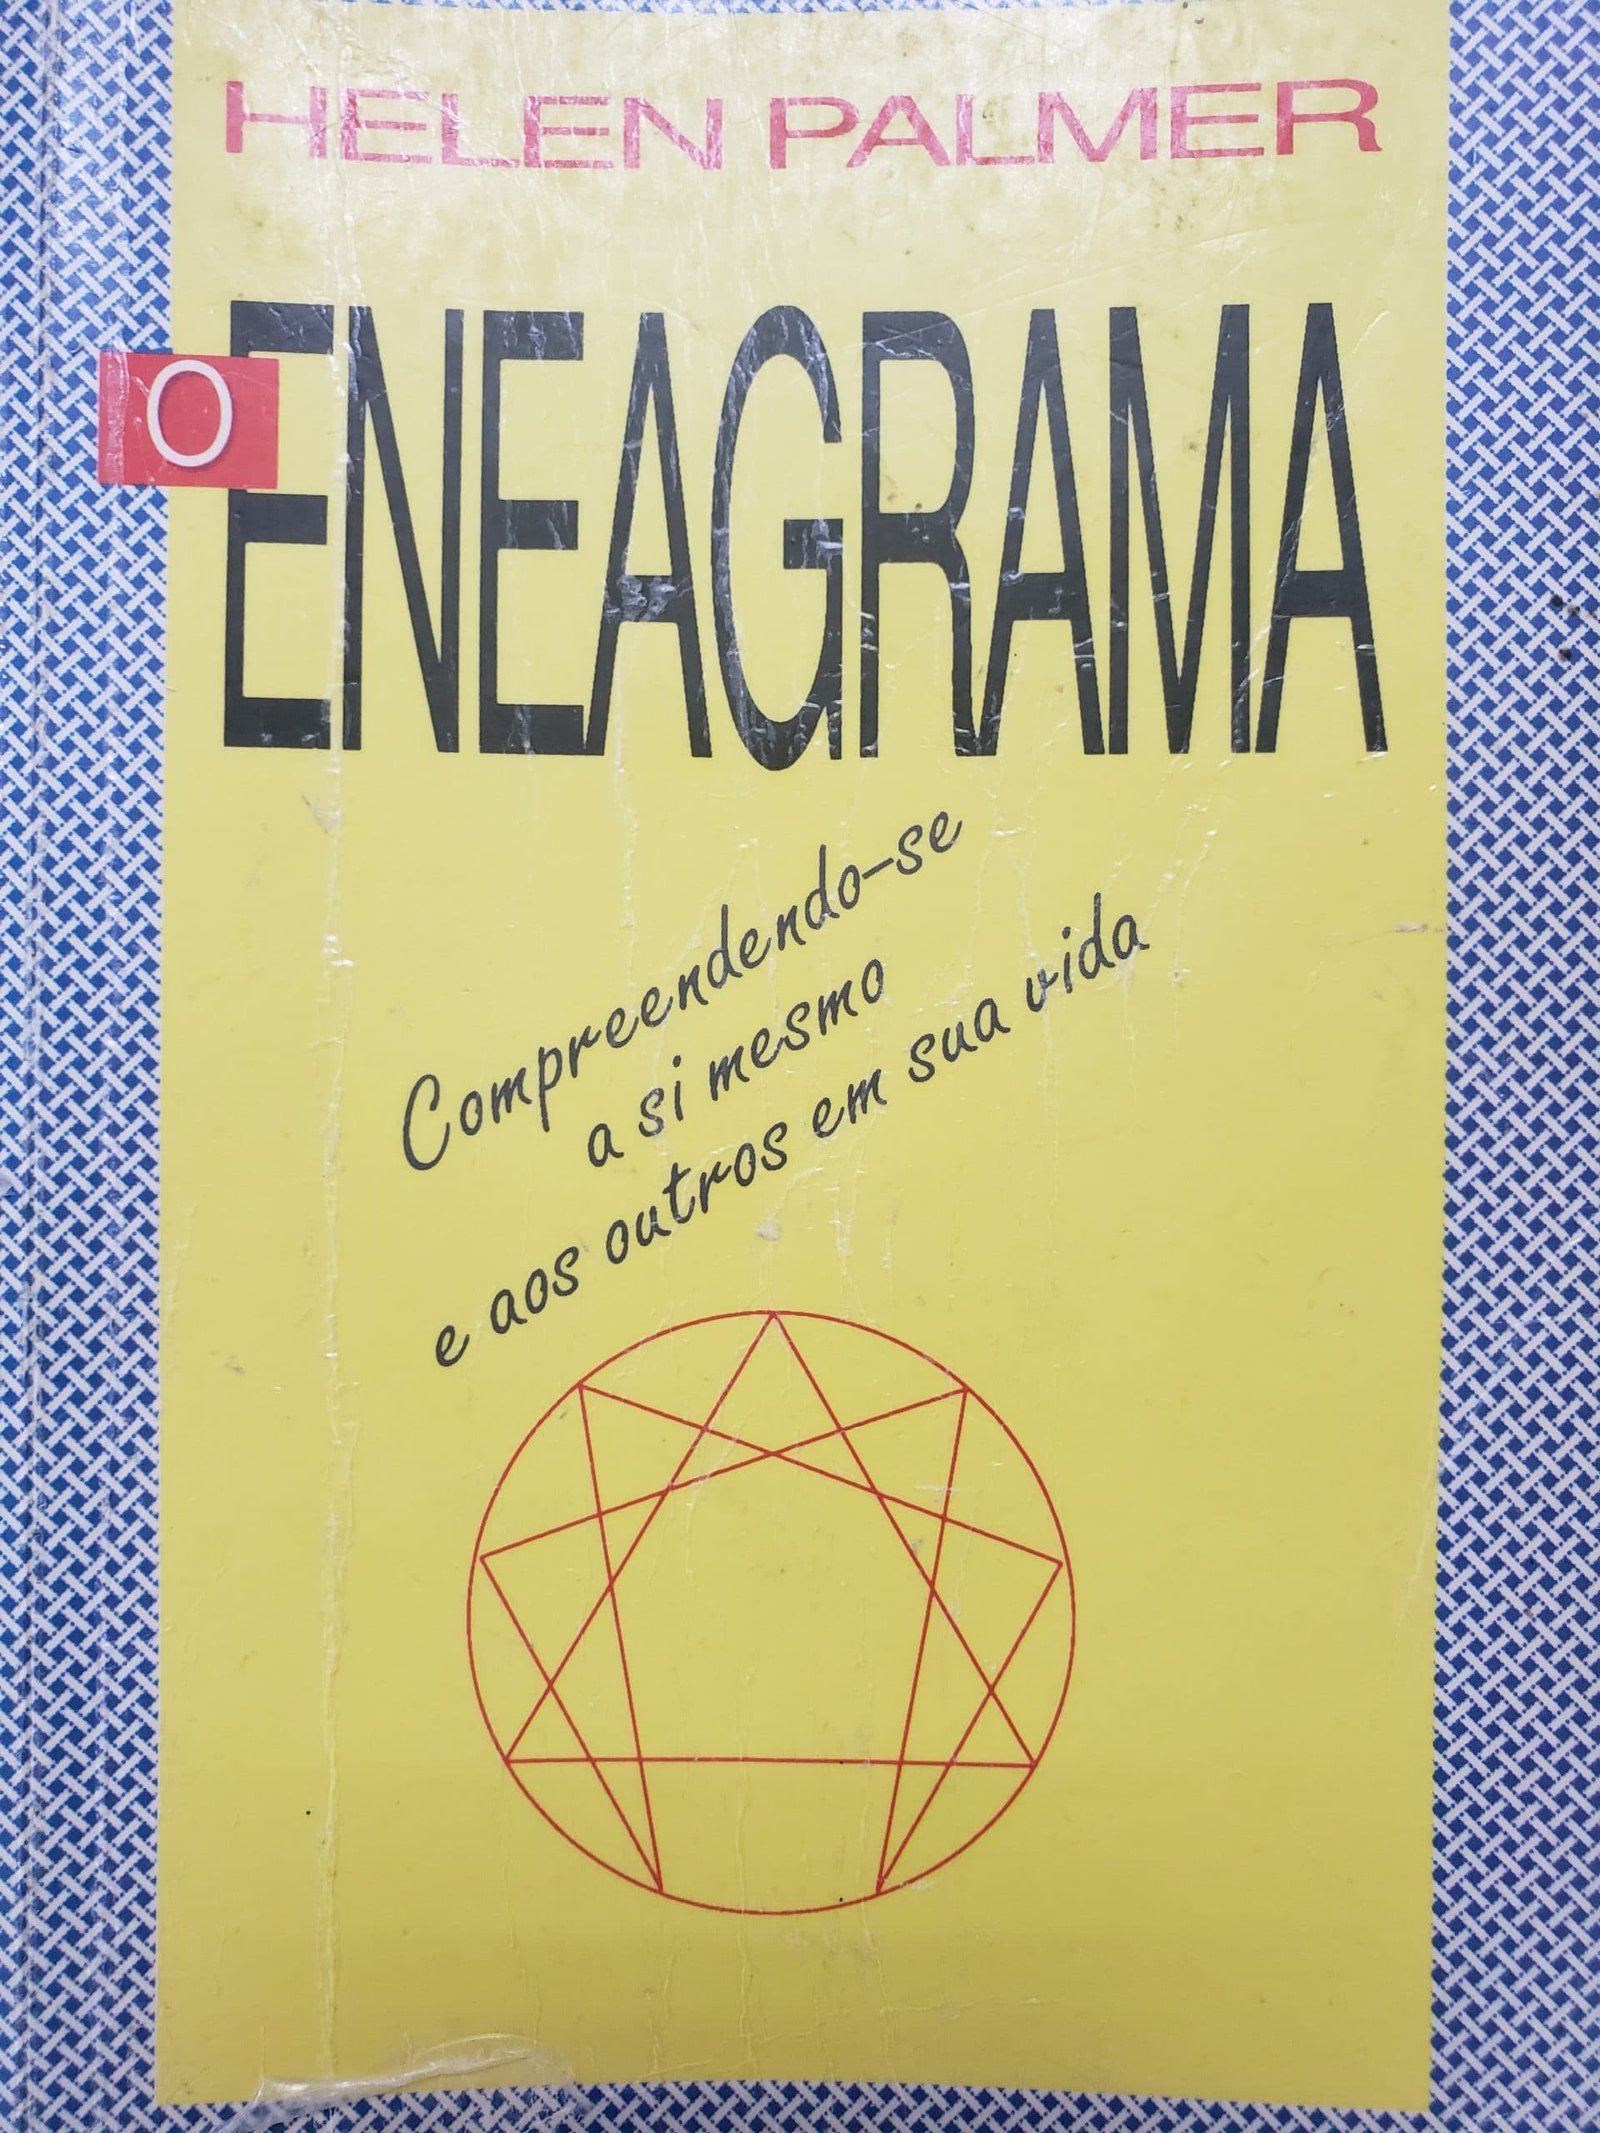 HELEN PALMER
O ENEAGRAMA
Compreendendo-se
a si mesmo
e aos outros em sua vida